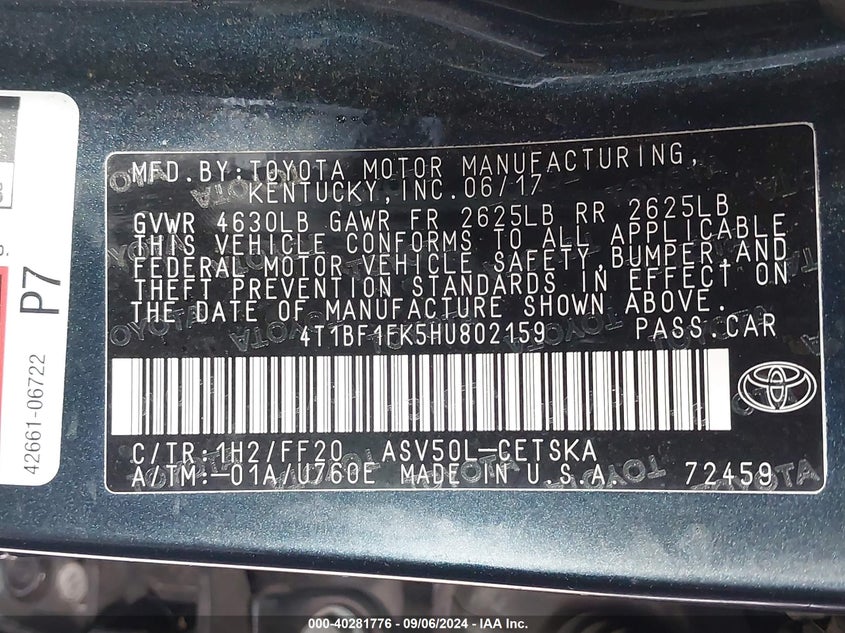 MFD.BY:TOYOTA MOTOR MANUFACTURING,
KENTUCKY,INC.06/17
GVWR 4630LB GAWR FR 2625LB RR 2625LB
THIS VEHICLE CONFORMS TO ALL APPLICABLE
FEDERAL MOTOR VEHICLE SAFETY,BUMPER,AND
THEFT PREVENTION STANDARDS IN EFFECT ON
THE DATE OF MANUFACTURE SHOWN ABOVE.
4T1BF1FK5HU802159 PASS.CAR
C/TR:1H2/FF20 ASV50L-CETSKA
A/TM:-01A/U760E MADE IN U.S.A. 72459
P7
42661-06722
000-40281776 - 09/06/2024 - IAA Inc.